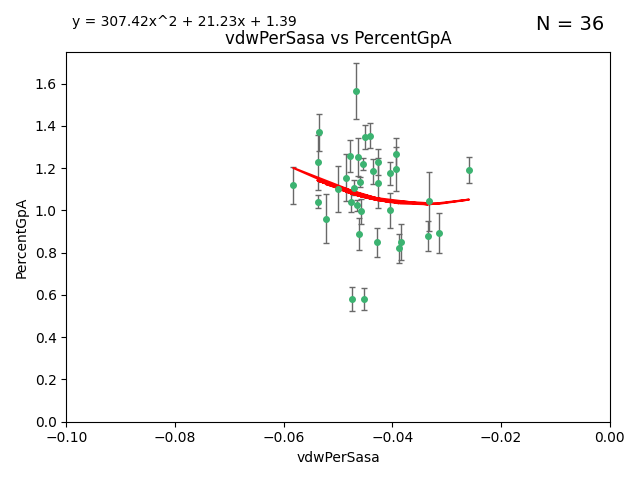 y = 307.42x^2 + 21.23x + 1.39
N = 36
vdwPerSasa vs PercentGpA
PercentGpA
1.6
1.4
1.2
1.0
0.8
0.6
0.4
0.2
0.0
−0.10 −0.08 −0.06 −0.04 −0.02 0.00
vdwPerSasa